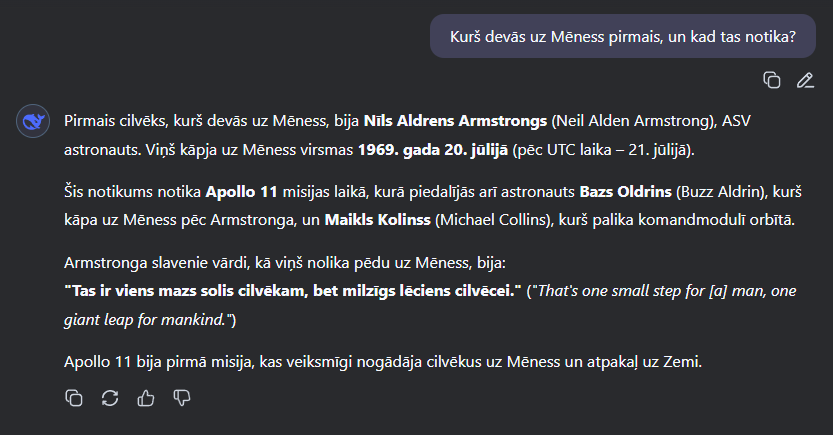 Kurš devās uz Mēness pirmais, un kad tas notika?
Pirmais cilvēks, kurš devās uz Mēness, bija Nīls Aldrens Armstrongs (Neil Alden Armstrong), ASV
astronauts. Viņš kāpja uz Mēness virsmas 1969. gada 20. jūlijā (pēc UTC laika – 21. jūlijā).
Šis notikums notika Apollo 11 misijas laikā, kurā piedalījās arī astronauts Bazs Oldrins (Buzz Aldrin), kurš
kāpa uz Mēness pēc Armstronga, un Maikls Kolinss (Michael Collins), kurš palika komandmodulī orbītā.
Armstronga slavenie vārdi, kā viņš nolika pēdu uz Mēness, bija:
"Tas ir viens mazs solis cilvēkam, bet milzīgs lēciens cilvēcei." ("That's one small step for [a] man, one
giant leap for mankind.")
Apollo 11 bija pirmā misija, kas veiksmīgi nogādāja cilvēkus uz Mēness un atpakaļ uz Zemi.